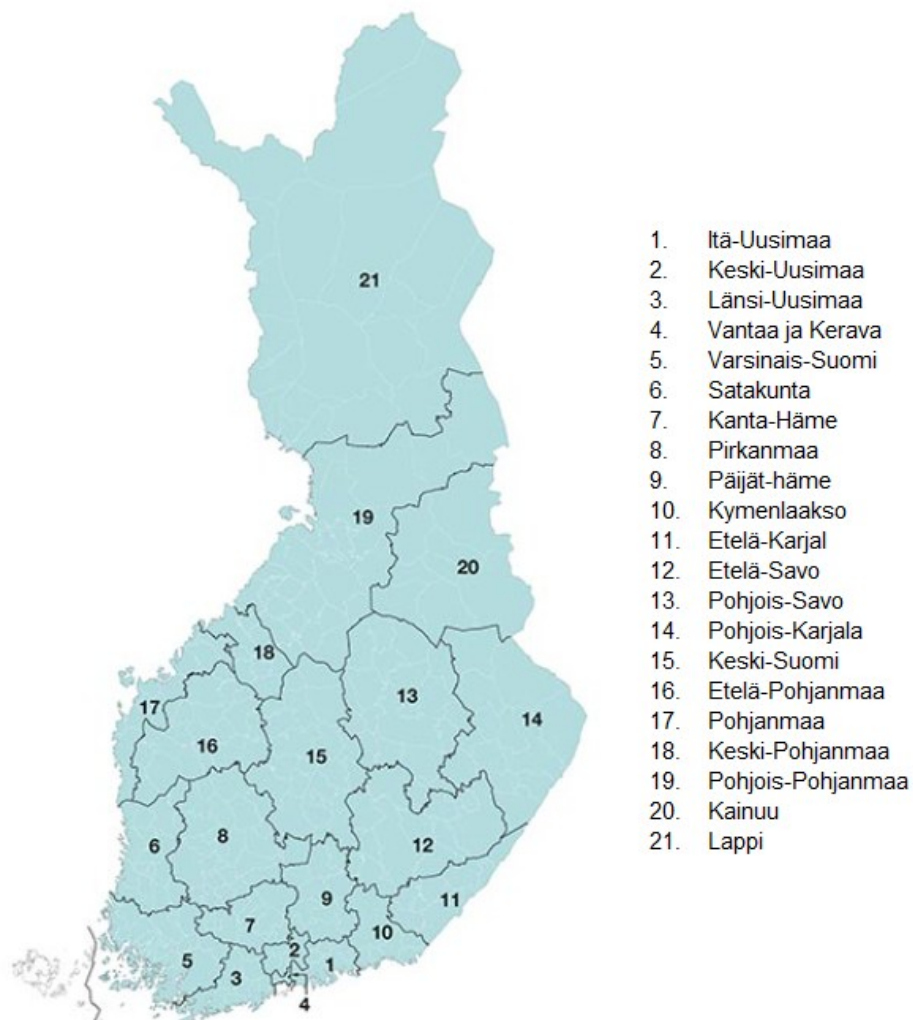 21
19
20
18
17
13
14
16
15
6
8
12
9
11
7
10
5
3
2
1
4
1. Itä-Uusimaa
2. Keski-Uusimaa
3. Länsi-Uusimaa
4. Vantaa ja Kerava
5. Varsinais-Suomi
6. Satakunta
7. Kanta-Häme
8. Pirkanmaa
9. Päijät-häme
10. Kymenlaakso
11. Etelä-Karjal
12. Etelä-Savo
13. Pohjois-Savo
14. Pohjois-Karjala
15. Keski-Suomi
16. Etelä-Pohjanmaa
17. Pohjanmaa
18. Keski-Pohjanmaa
19. Pohjois-Pohjanmaa
20. Kainuu
21. Lappi